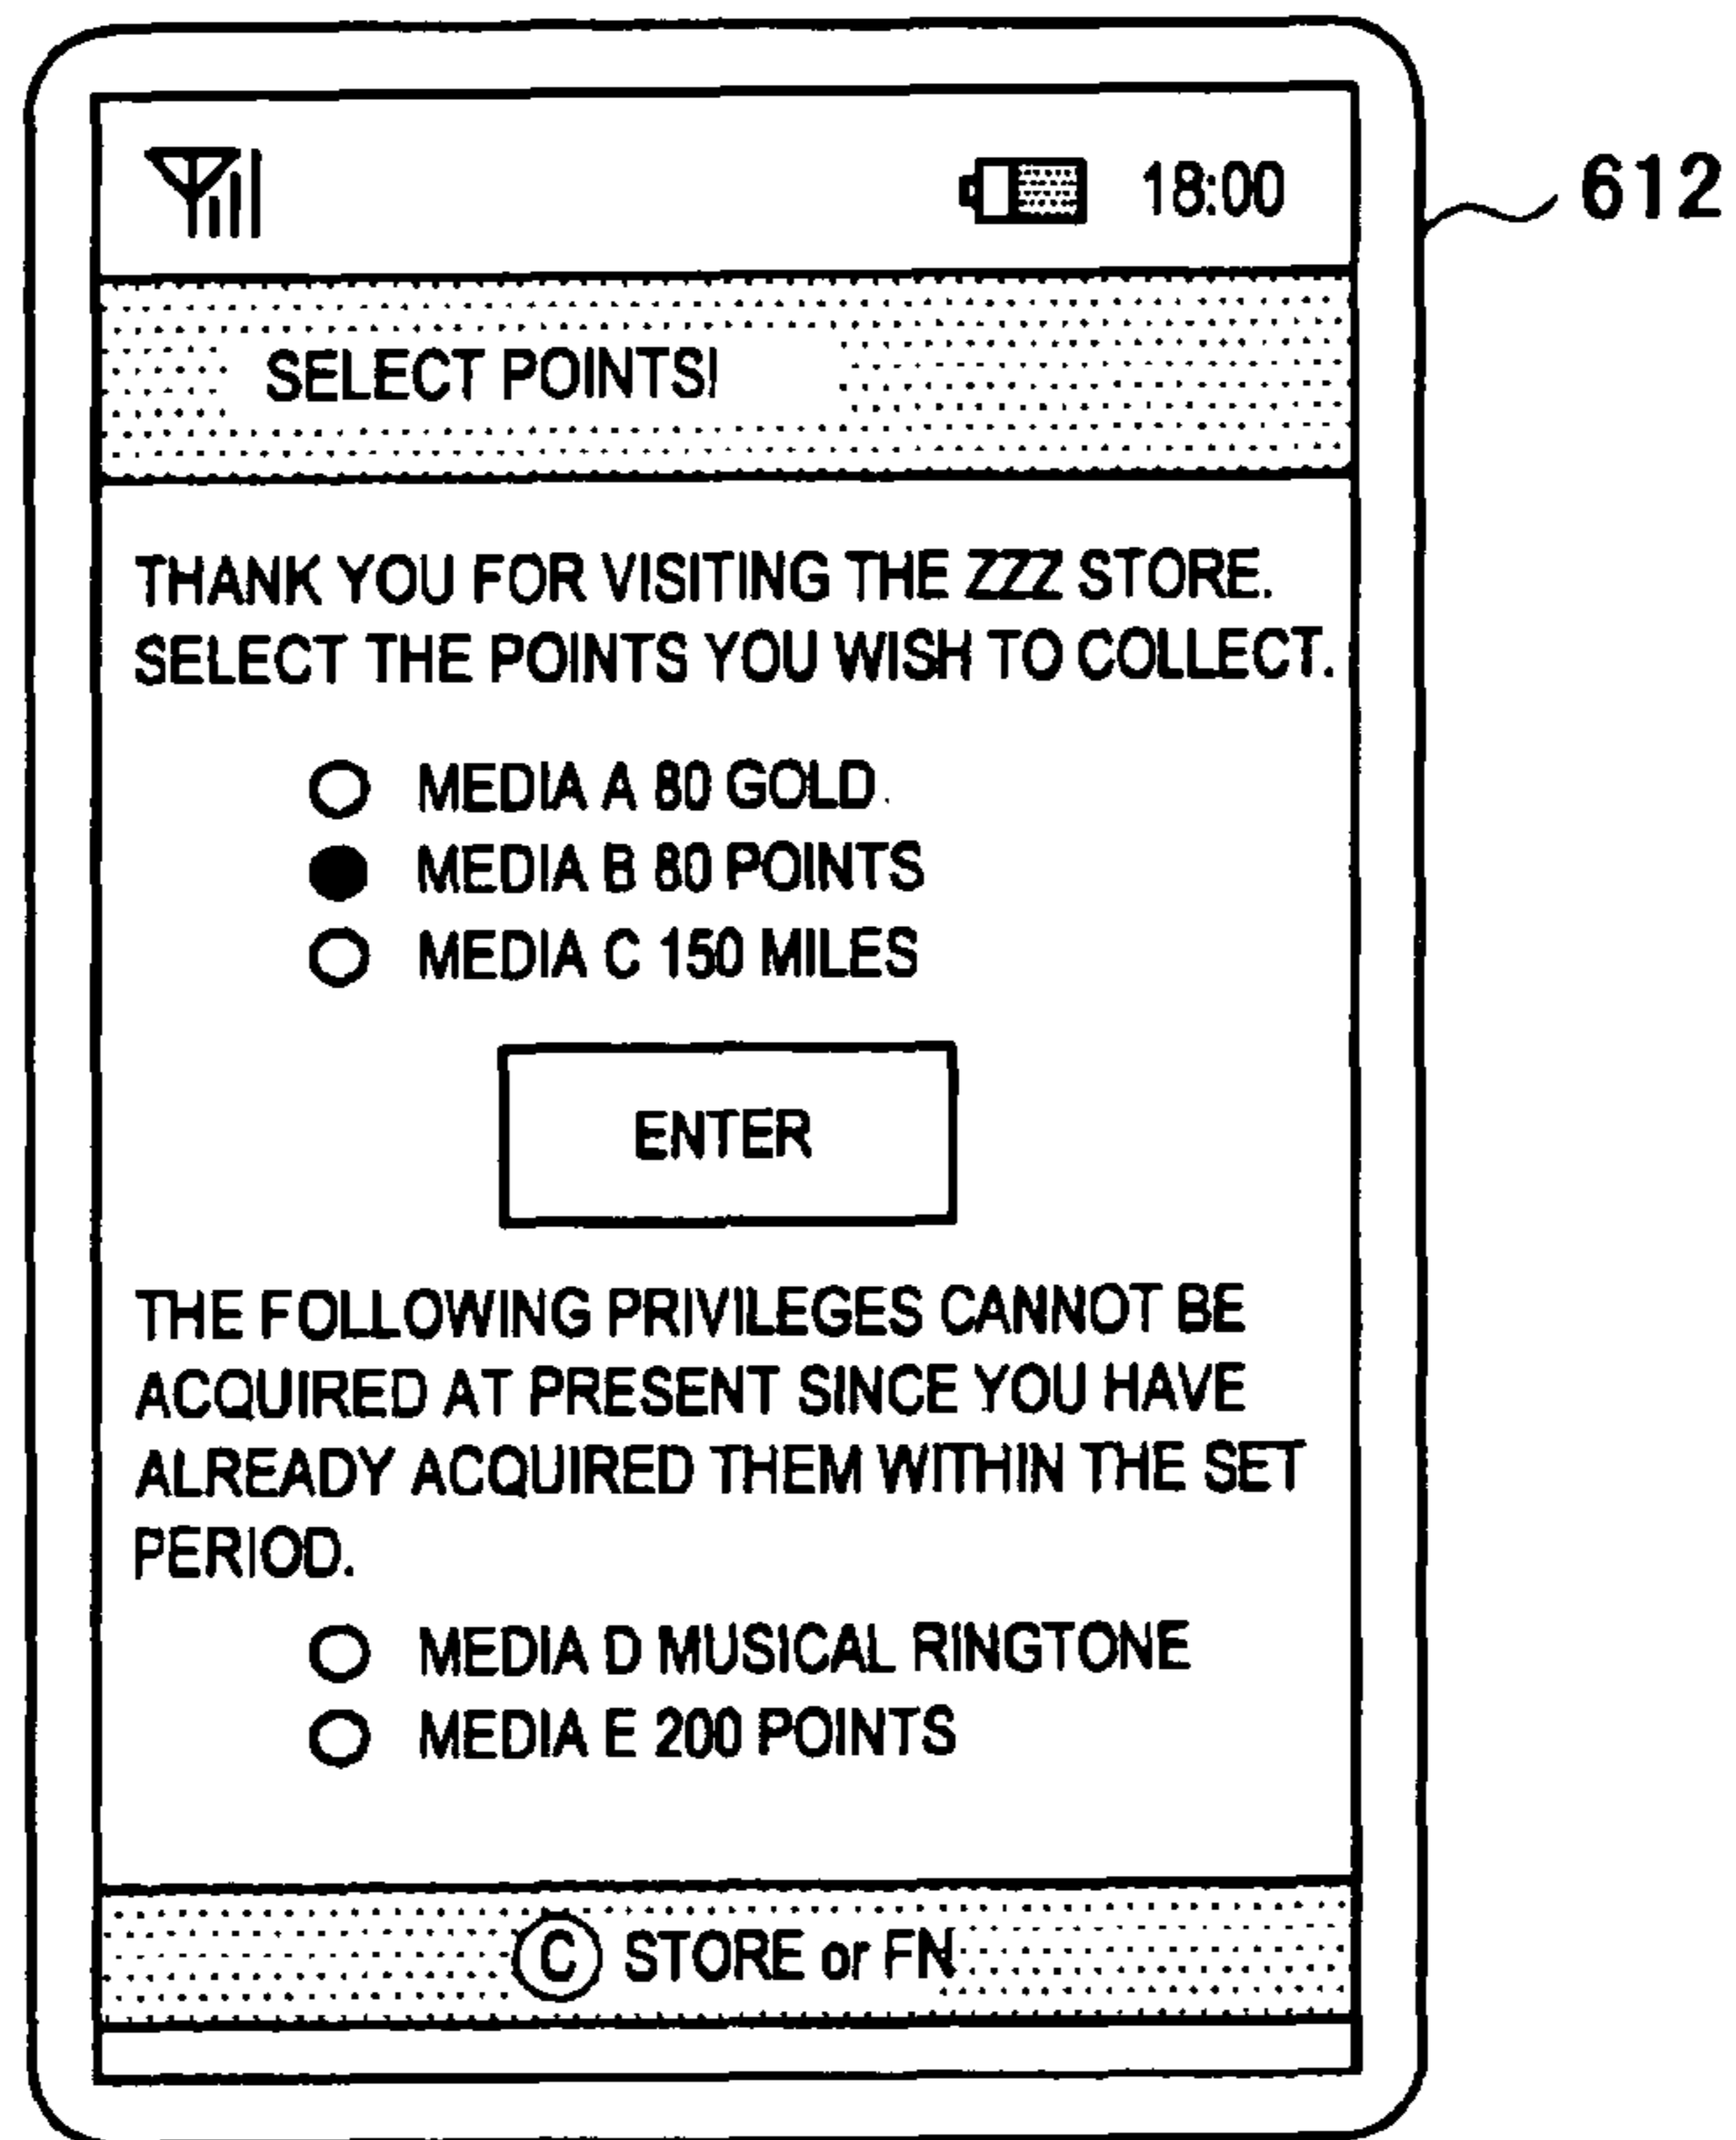 18:00
612
SELECT POINTS!
THANK YOU FOR VISITING THE ZZZ STORE.
SELECT THE POINTS YOU WISH TO COLLECT.
MEDIA A 80 GOLD
MEDIA B 80 POINTS
MEDIA C 150 MILES
ENTER
THE FOLLOWING PRIVILEGES CANNOT BE
ACQUIRED AT PRESENT SINCE YOU HAVE
ALREADY ACQUIRED THEM WITHIN THE SET
PERIOD.
MEDIA D MUSICAL RINGTONE
MEDIA E 200 POINTS
© STORE or FN